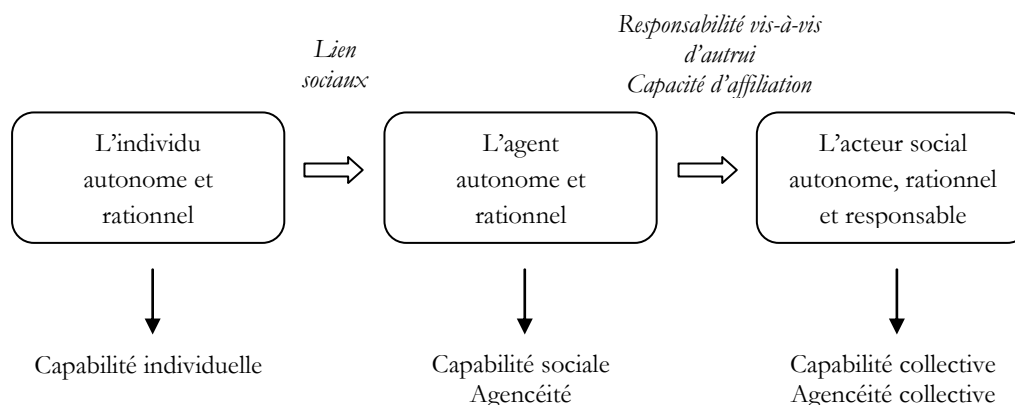 Lien
sociaux
Responsabilité vis-à-vis
d'autrui
Capacité d'affiliation
L'individu
autonome et
rationnel
L'agent
autonome et
rationnel
L'acteur social
autonome, rationnel
et responsable
Capabilité individuelle
Capabilité sociale
Agencéité
Capabilité collective
Agencéité collective